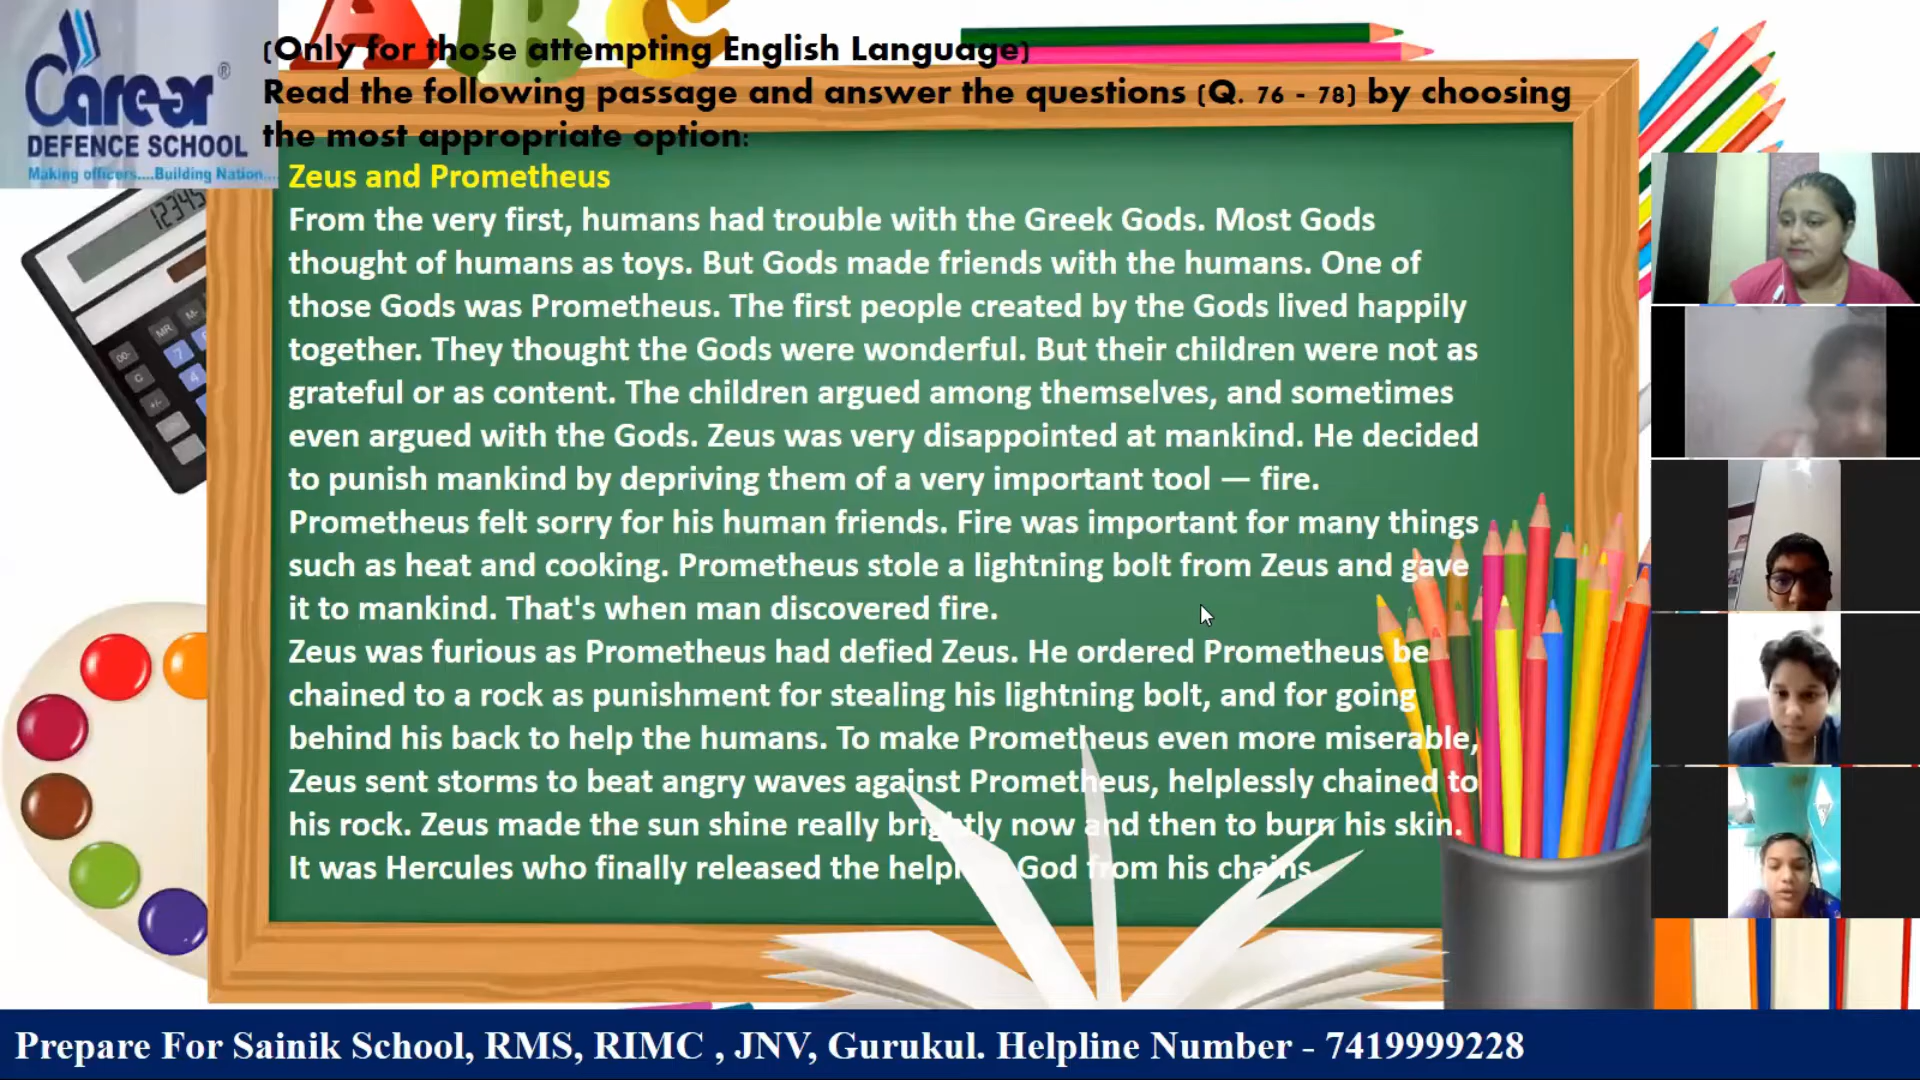 Carear®
DEFENCE SCHOOL
Making officers....Building Nation....
ABC
(Only for those attempting English Language)
Read the following passage and answer the questions (Q. 76 - 78) by choosing
the most appropriate option:
Zeus and Prometheus
From the very first, humans had trouble with the Greek Gods. Most Gods
thought of humans as toys. But Gods made friends with the humans. One of
those Gods was Prometheus. The first people created by the Gods lived happily
together. They thought the Gods were wonderful. But their children were not as
grateful or as content. The children argued among themselves, and sometimes
even argued with the Gods. Zeus was very disappointed at mankind. He decided
to punish mankind by depriving them of a very important tool — fire.
Prometheus felt sorry for his human friends. Fire was important for many things
such as heat and cooking. Prometheus stole a lightning bolt from Zeus and gave
it to mankind. That's when man discovered fire.
Zeus was furious as Prometheus had defied Zeus. He ordered Prometheus be
chained to a rock as punishment for stealing his lightning bolt, and for going
behind his back to help the humans. To make Prometheus even more miserable,
Zeus sent storms to beat angry waves against Prometheus, helplessly chained to
his rock. Zeus made the sun shine really brightly now and then to burn his skin.
It was Hercules who finally released the God from his chains.
12345
MR
M-
00-
7
C
4
+/-
Prepare For Sainik School, RMS, RIMC , JNV, Gurukul. Helpline Number - 7419999228